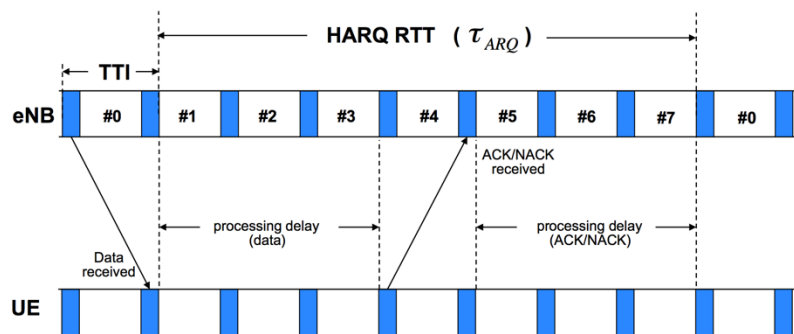 HARQ RTT ( τ_ARQ )
TTI
eNB #0 #1 #2 #3 #4 #5 #6 #7 #0
ACK/NACK
received
processing delay
(data)
processing delay
(ACK/NACK)
Data
received
UE